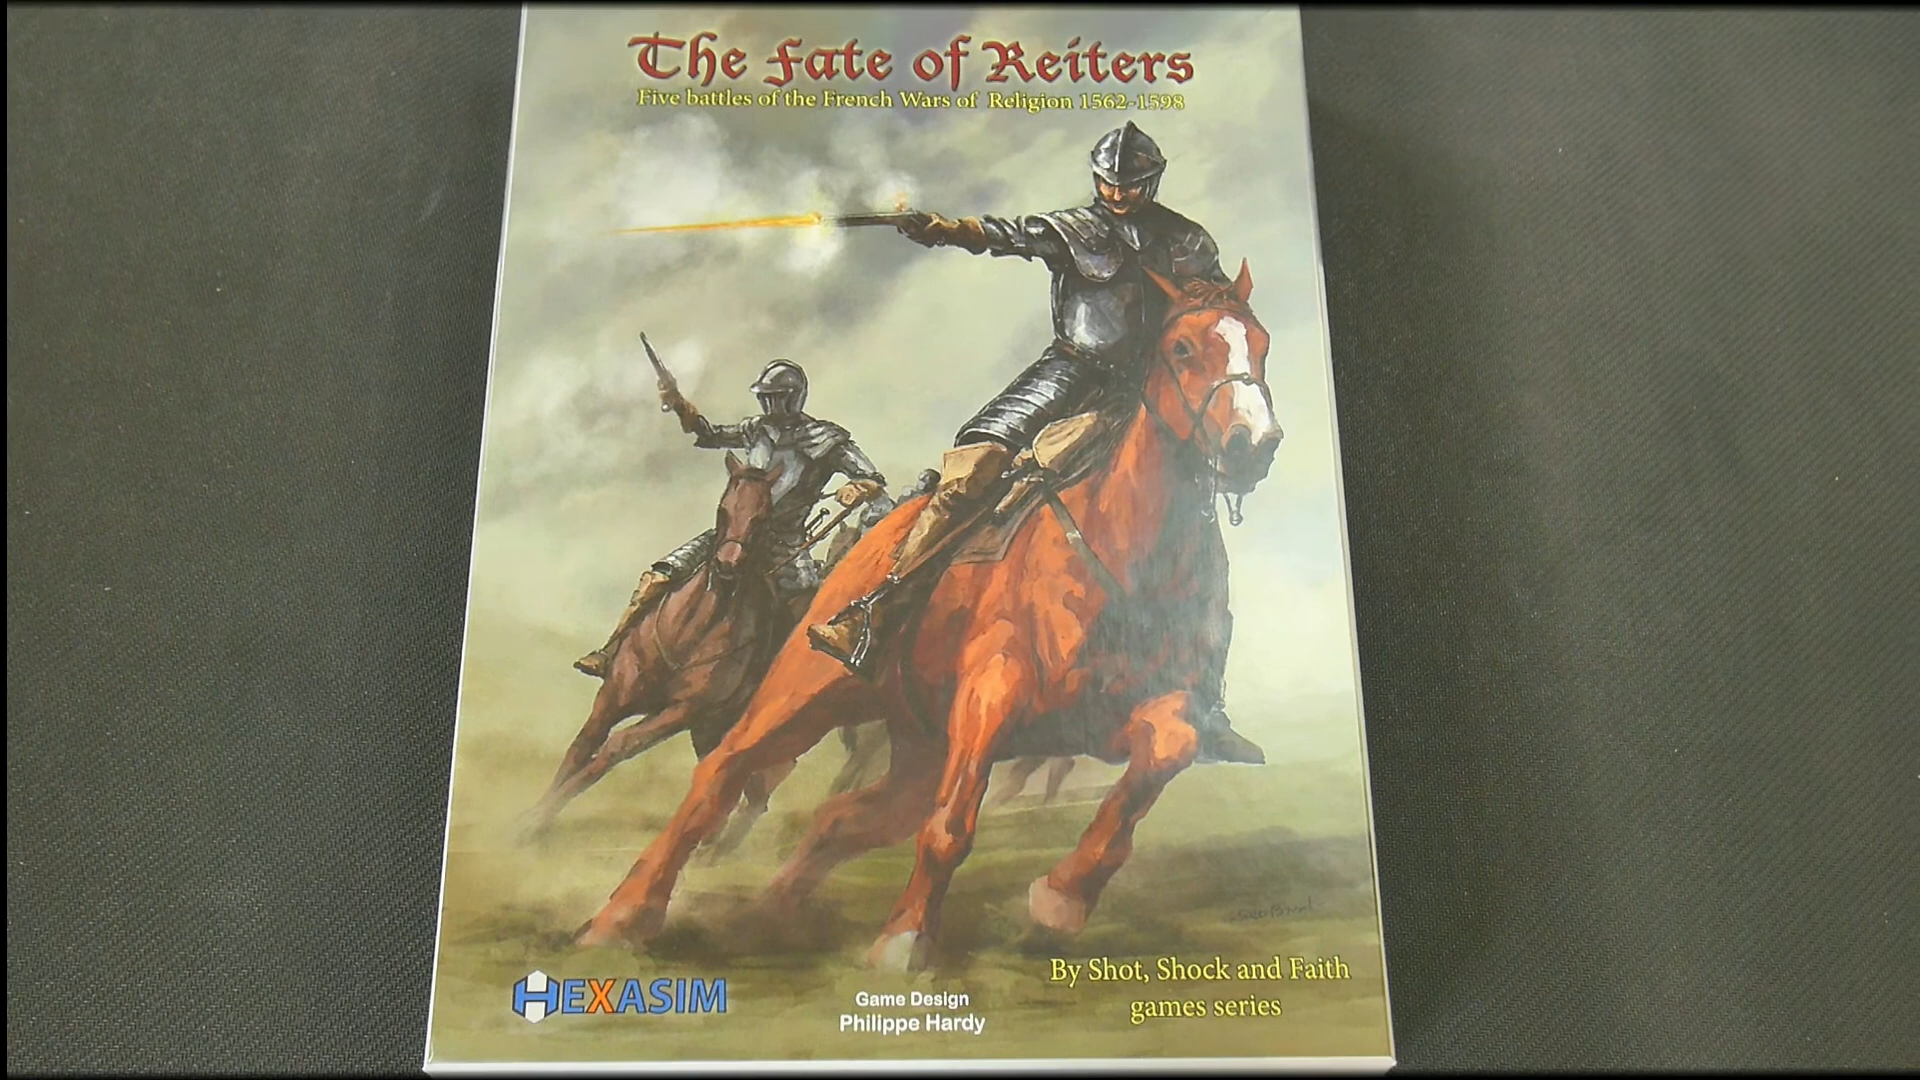 The Fate of Reiters
Five battles of the French Wars of Religion 1562-1598
HEXASIM
Game Design
Philippe Hardy
By Shot, Shock and Faith
games series